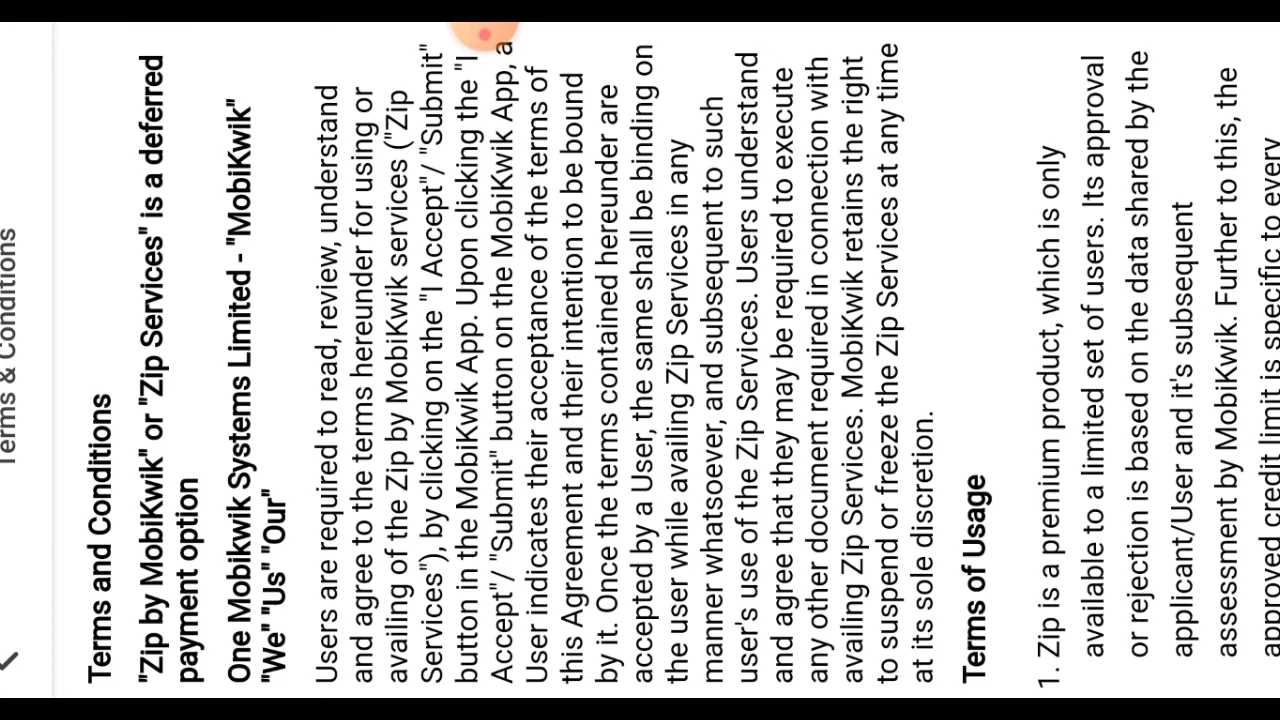 Terms & Conditions
Terms and Conditions
"Zip by MobiKwik" or "Zip Services" is a deferred
payment option
One Mobikwik Systems Limited - "MobiKwik"
"We" "Us" "Our"
Users are required to read, review, understand
and agree to the terms hereunder for using or
availing of the Zip by MobiKwik services ("Zip
Services"), by clicking on the "I Accept"/ "Submit"
button in the MobiKwik App. Upon clicking the "I
Accept"/ "Submit" button on the MobiKwik App, a
User indicates their acceptance of the terms of
this Agreement and their intention to be bound
by it. Once the terms contained hereunder are
accepted by a User, the same shall be binding on
the user while availing Zip Services in any
manner whatsoever, and subsequent to such
user's use of the Zip Services. Users understand
and agree that they may be required to execute
any other document required in connection with
availing Zip Services. MobiKwik retains the right
to suspend or freeze the Zip Services at any time
at its sole discretion.
Terms of Usage
1. Zip is a premium product, which is only
available to a limited set of users. Its approval
or rejection is based on the data shared by the
applicant/User and it's subsequent
assessment by MobiKwik. Further to this, the
approved credit limit is specific to every